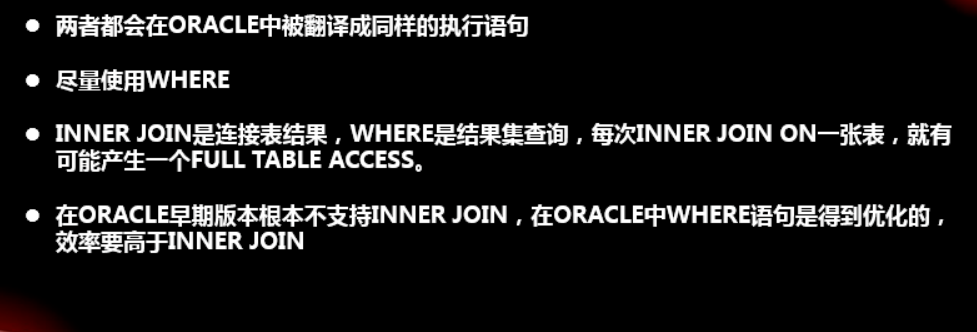 两者都会在ORACLE中被翻译成同样的执行语句
尽量使用WHERE
INNER JOIN是连接表结果，WHERE是结果集查询，每次INNER JOIN ON一张表，就有
可能产生一个FULL TABLE ACCESS。
在ORACLE早期版本根本不支持INNER JOIN，在ORACLE中WHERE语句是得到优化的，
效率要高于INNER JOIN